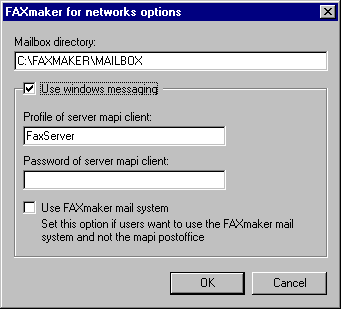 FAXmaker for networks options
Mailbox directory:
C:\FAXMAKER\MAILBOX
Use windows messaging
Profile of server mapi client:
FaxServer
Password of server mapi client:
Use FAXmaker mail system
Set this option if users want to use the FAXmaker mail
system and not the mapi postoffice
OK
Cancel